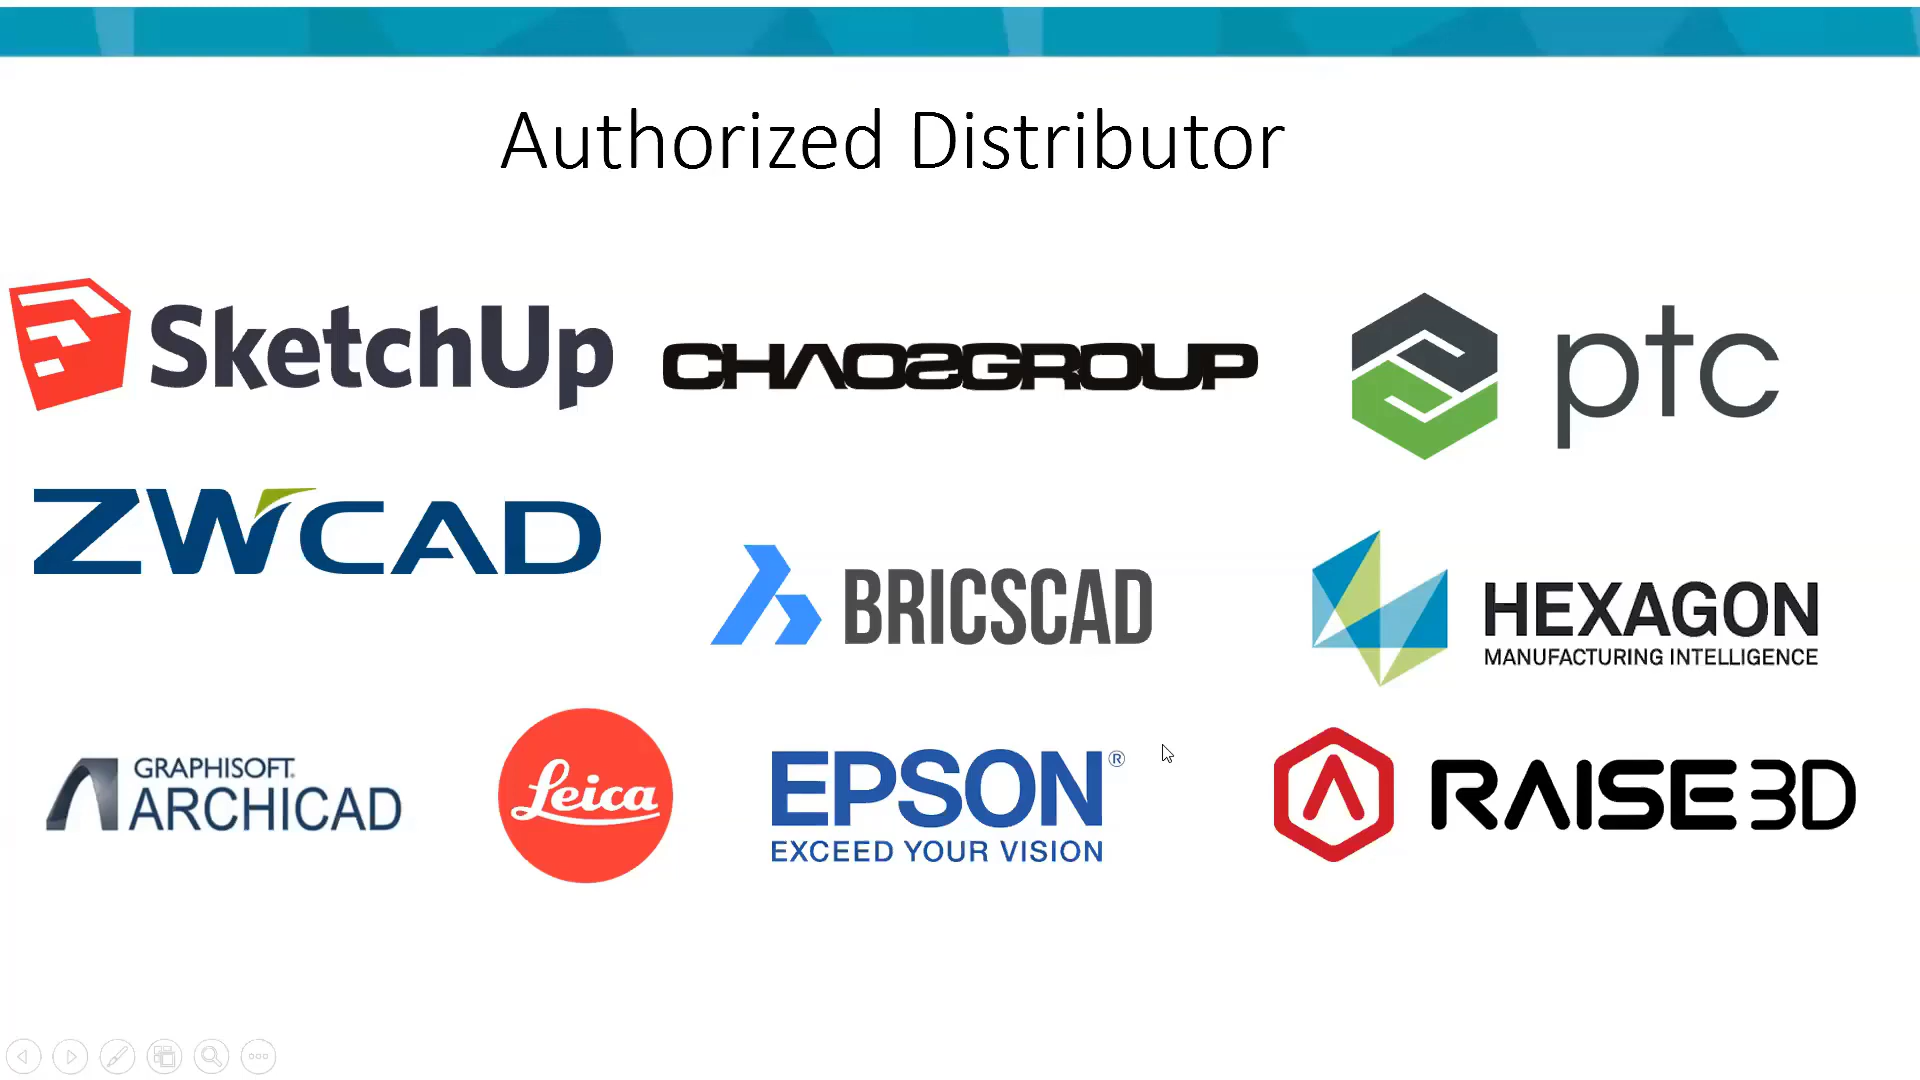 Authorized Distributor
SketchUp
CHAOSGROUP
ptc
ZWCAD
BRICSCAD
HEXAGON
MANUFACTURING INTELLIGENCE
GRAPHISOFT.
ARCHICAD
Leica
EPSON®
EXCEED YOUR VISION
RAISE3D